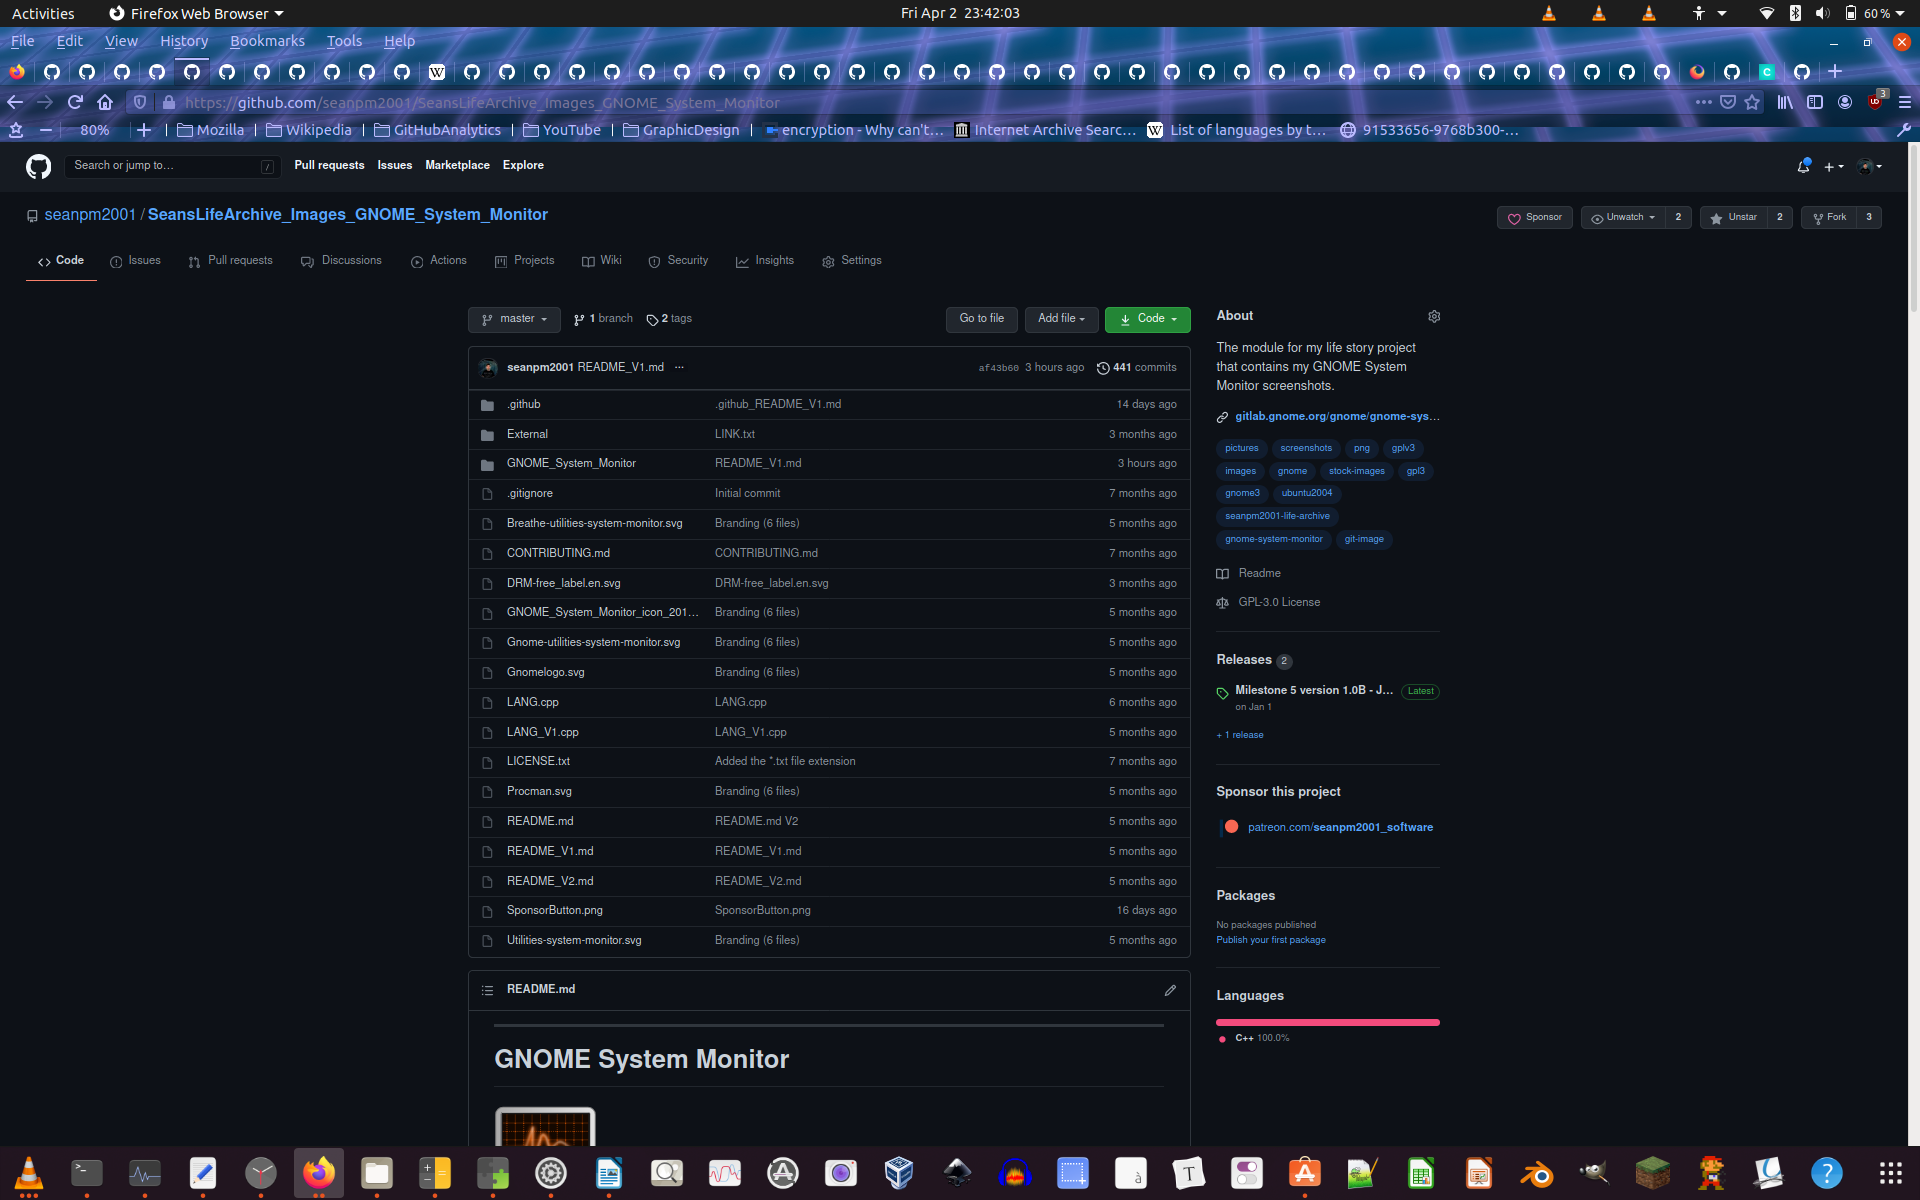 Activities Firefox Web Browser Fri Apr 2 23:42:03 60 %
File Edit View History Bookmarks Tools Help
https://github.com/seanpm2001/SeansLifeArchive_Images_GNOME_System_Monitor 3
80% Mozilla Wikipedia GitHubAnalytics YouTube GraphicDesign encryption - Why can't… Internet Archive Searc… List of languages by t… 91533656-9768b300-…
Search or jump to… / Pull requests Issues Marketplace Explore
seanpm2001 / SeansLifeArchive_Images_GNOME_System_Monitor Sponsor Unwatch 2 Unstar 2 Fork 3
Code Issues Pull requests Discussions Actions Projects Wiki Security Insights Settings
master 1 branch 2 tags Go to file Add file Code
seanpm2001 README_V1.md ··· af43b60 3 hours ago 441 commits
.github .github_README_V1.md 14 days ago
External LINK.txt 3 months ago
GNOME_System_Monitor README_V1.md 3 hours ago
.gitignore Initial commit 7 months ago
Breathe-utilities-system-monitor.svg Branding (6 files) 5 months ago
CONTRIBUTING.md CONTRIBUTING.md 7 months ago
DRM-free_label.en.svg DRM-free_label.en.svg 3 months ago
GNOME_System_Monitor_icon_201… Branding (6 files) 5 months ago
Gnome-utilities-system-monitor.svg Branding (6 files) 5 months ago
Gnomelogo.svg Branding (6 files) 5 months ago
LANG.cpp LANG.cpp 6 months ago
LANG_V1.cpp LANG_V1.cpp 5 months ago
LICENSE.txt Added the *.txt file extension 7 months ago
Procman.svg Branding (6 files) 5 months ago
README.md README.md V2 5 months ago
README_V1.md README_V1.md 5 months ago
README_V2.md README_V2.md 5 months ago
SponsorButton.png SponsorButton.png 16 days ago
Utilities-system-monitor.svg Branding (6 files) 5 months ago
README.md
GNOME System Monitor
About
The module for my life story project
that contains my GNOME System
Monitor screenshots.
gitlab.gnome.org/gnome/gnome-sys…
pictures screenshots png gplv3
images gnome stock-images gpl3
gnome3 ubuntu2004
seanpm2001-life-archive
gnome-system-monitor git-image
Readme
GPL-3.0 License
Releases 2
Milestone 5 version 1.0B - J… Latest
on Jan 1
+ 1 release
Sponsor this project
patreon.com/seanpm2001_software
Packages
No packages published
Publish your first package
Languages
C++ 100.0%